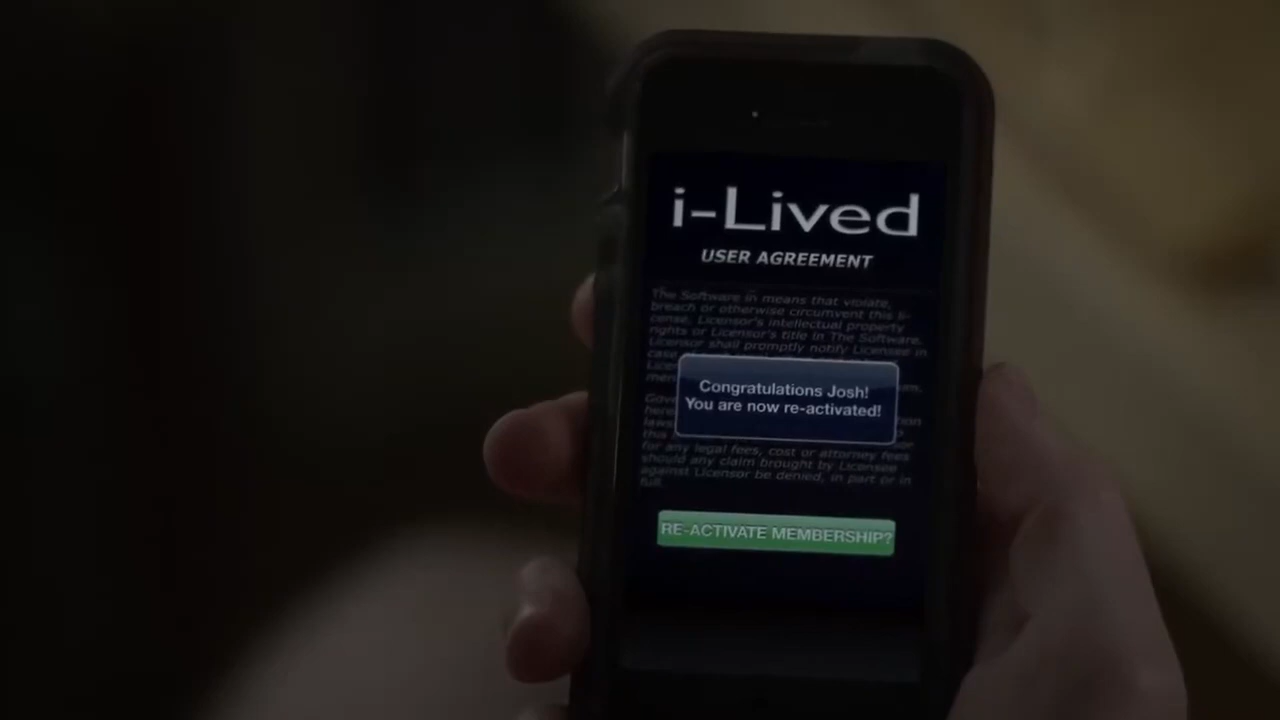 i-Lived
USER AGREEMENT
The Software in means that violate,
breach or otherwise circumvent this li-
cense, Licensor's intellectual property
rights or Licensor's title in The Software.
Licensor shall promptly notify Licensee in
case
Congratulations Josh!
You are now re-activated!
this
for any legal fees, cost or attorney fees
should any claim brought by Licensee
against Licensor be denied, in part or in
full.
RE-ACTIVATE MEMBERSHIP?